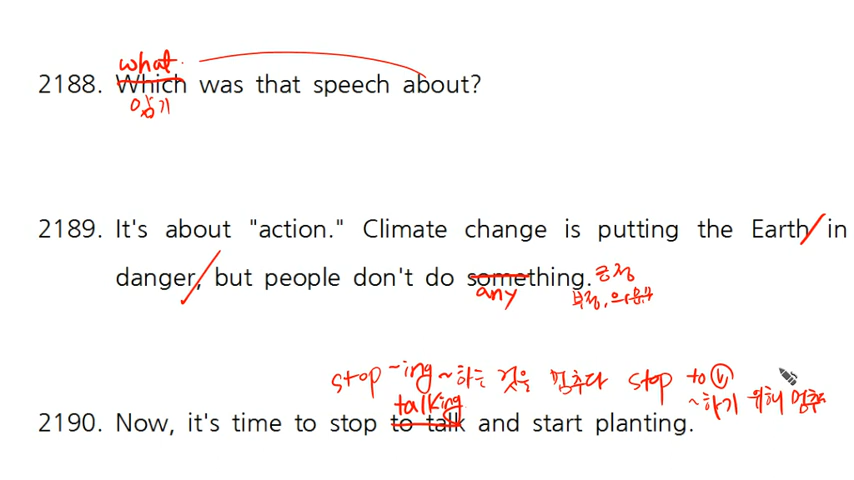 what
2188. Which was that speech about?
암기
2189. It's about "action." Climate change is putting the Earth / in
danger, / but people don't do something. 긍정
any 부정, 의문
stop ~ing ~하는 것을 멈추다 stop to ⓥ
talking ~하기 위해 멈추
2190. Now, it's time to stop to talk and start planting.